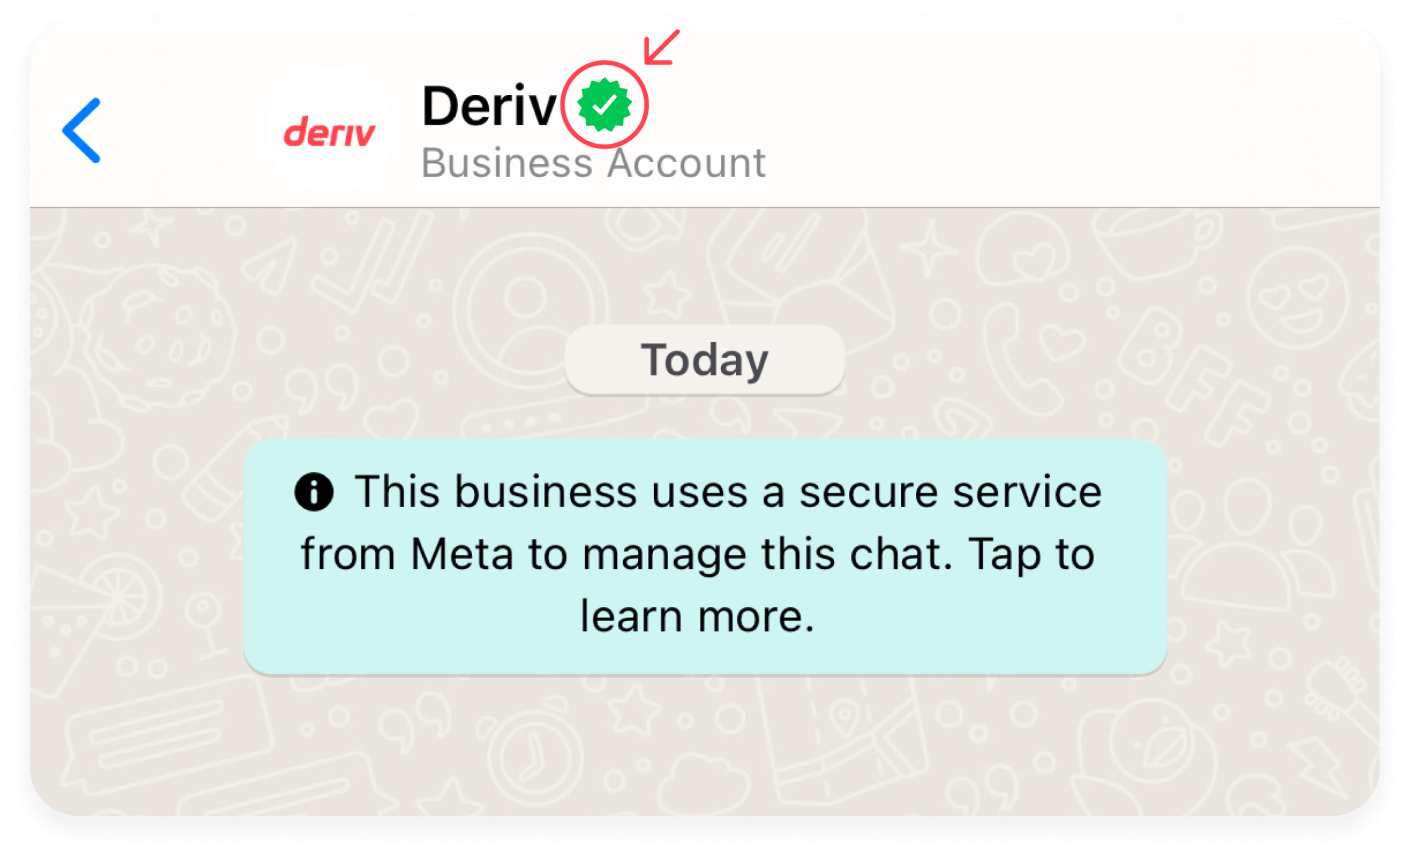 deriv
Deriv
Business Account
Today
This business uses a secure service
from Meta to manage this chat. Tap to
learn more.
BFF